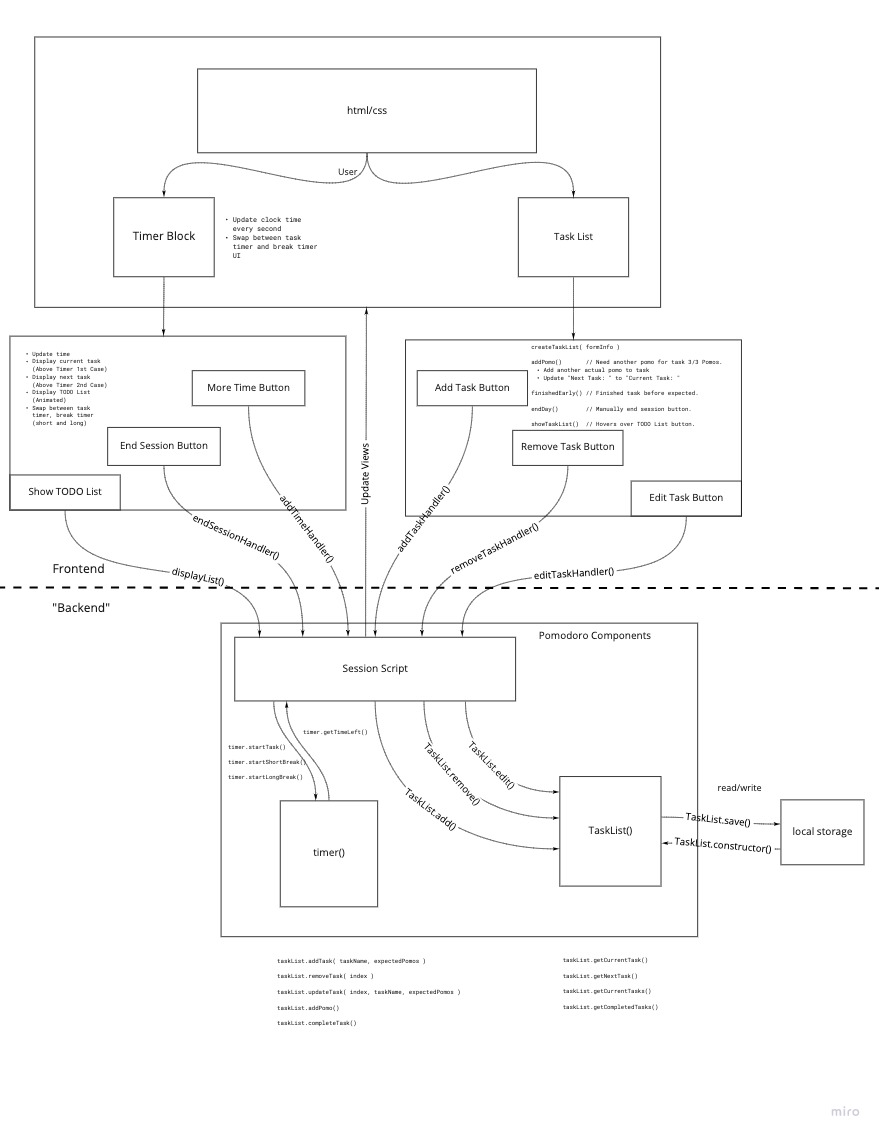 html/css
User
Timer Block
• Update clock time
every second
• Swap between task
timer and break timer
UI
Task List
• Update time
• Display current task
(Above Timer 1st Case)
• Display next task
(Above Timer 2nd Case)
• Display TODO List
(Animated)
• Swap between task
timer, break timer
(short and long)
More Time Button
End Session Button
Show TODO List
createTaskList( formInfo )
addPomo() // Need another pomo for task 3/3 Pomos.
• Add another actual pomo to task
• Update "Next Task: " to "Current Task: "
finishedEarly() // Finished task before expected.
endDay() // Manually end session button.
showTaskList() // Hovers over TODO List button.
Add Task Button
Remove Task Button
Edit Task Button
Update Views
endSessionHandler()
addTimeHandler()
addTaskHandler()
removeTaskHandler()
displayList()
editTaskHandler()
Frontend
"Backend"
Pomodoro Components
Session Script
timer.getTimeLeft()
timer.startTask()
timer.startShortBreak()
timer.startLongBreak()
TaskList.edit()
TaskList.remove()
TaskList.add()
timer()
TaskList()
read/write
TaskList.save()
TaskList.constructor()
local storage
taskList.addTask( taskName, expectedPomos )
taskList.removeTask( index )
taskList.updateTask( index, taskName, expectedPomos )
taskList.addPomo()
taskList.completeTask()
taskList.getCurrentTask()
taskList.getNextTask()
taskList.getCurrentTasks()
taskList.getCompletedTasks()
miro